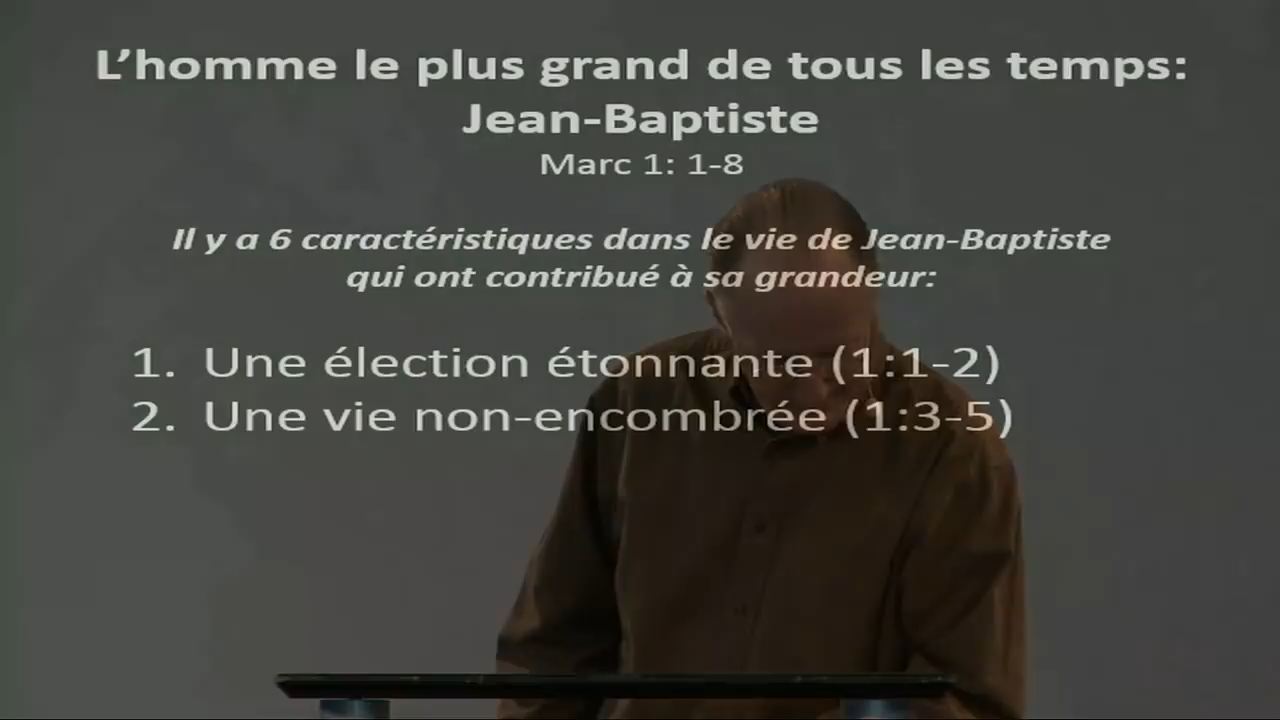 L'homme le plus grand de tous les temps:
Jean-Baptiste
Marc 1: 1-8
Il y a 6 caractéristiques dans le vie de Jean-Baptiste
qui ont contribué à sa grandeur:
1. Une élection étonnante (1:1-2)
2. Une vie non-encombrée (1:3-5)